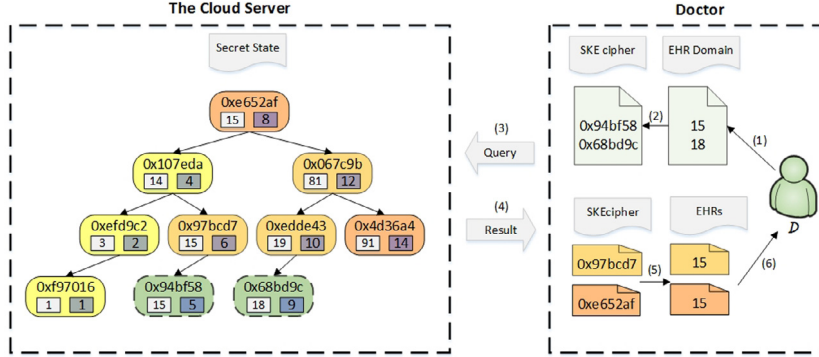 The Cloud Server
Secret State
0xe652af
15 8
0x107eda
14 4
0x067c9b
81 12
0xefd9c2
3 2
0x97bcd7
15 6
0xedde43
19 10
0x4d36a4
91 14
0xf97016
1 1
0x94bf58
15 5
0x68bd9c
18 9
(3)
Query
(4)
Result
Doctor
SKE cipher
EHR Domain
0x94bf58
0x68bd9c
(2)
15
18
(1)
D
SKEcipher
EHRs
0x97bcd7
15
(5)
(6)
0xe652af
15